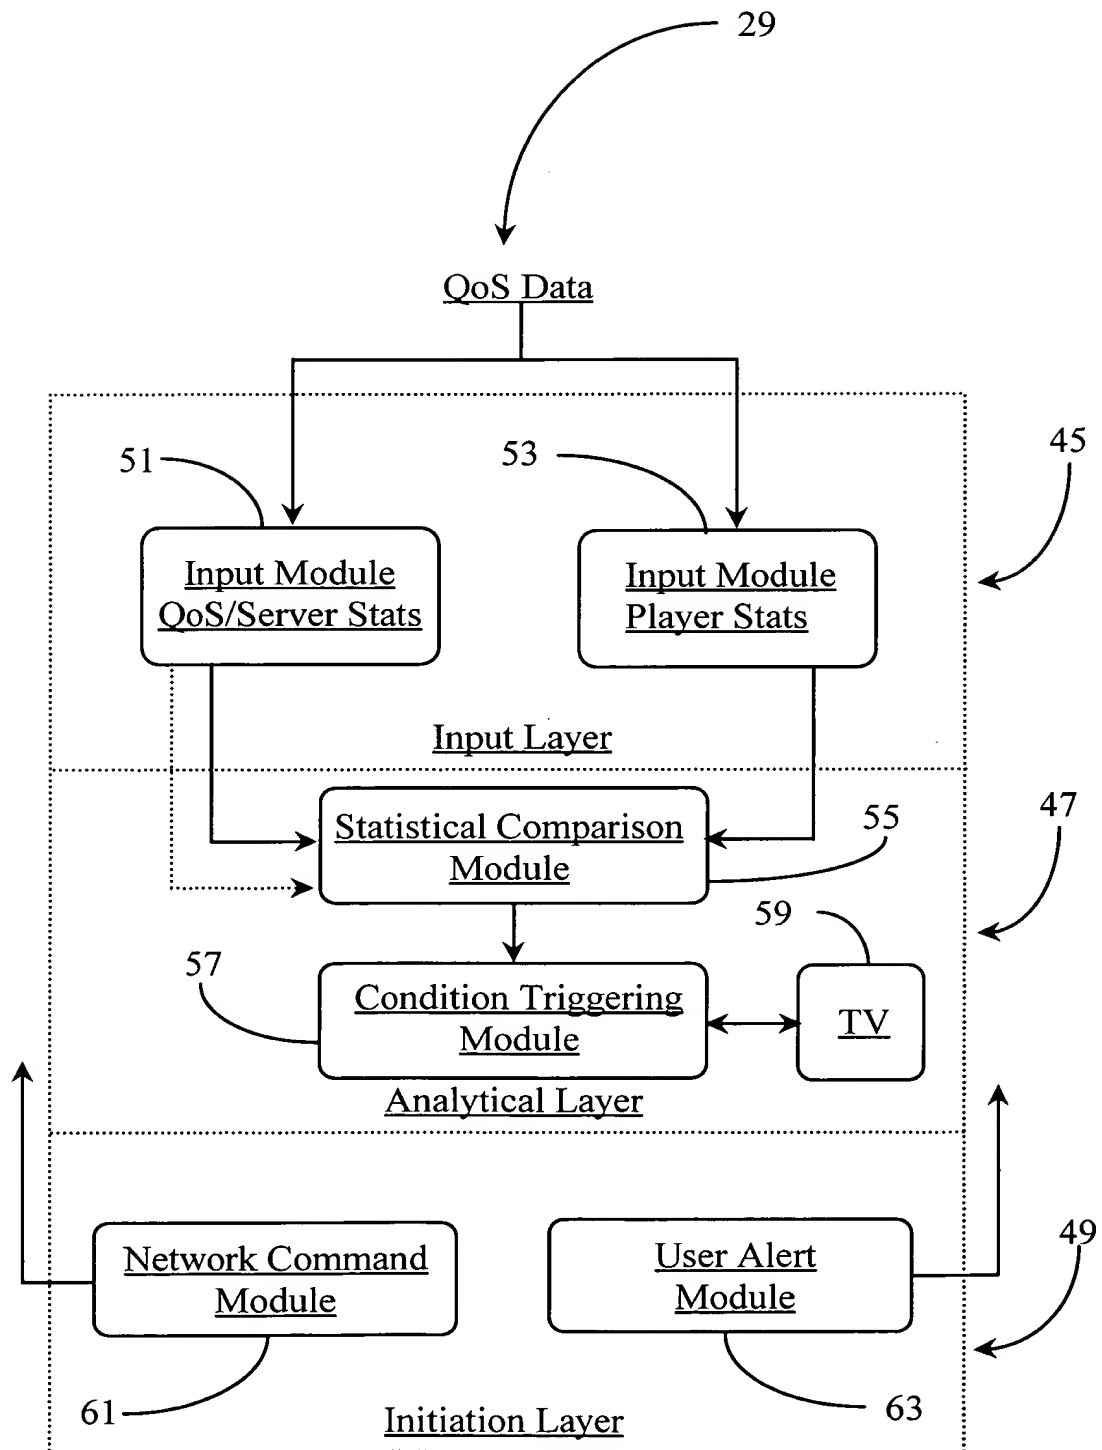 29
QoS Data
45
51
53
Input Module
QoS/Server Stats
Input Module
Player Stats
Input Layer
47
Statistical Comparison
Module
55
59
57
Condition Triggering
Module
TV
Analytical Layer
49
Network Command
Module
User Alert
Module
61
63
Initiation Layer